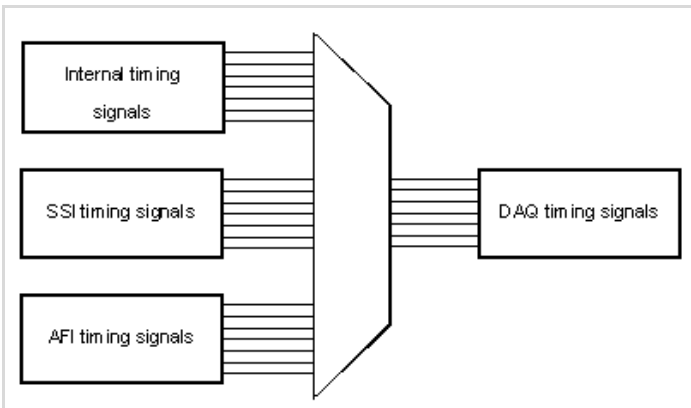 Internal timing
signals
SSI timing signals
DAQ timing signals
AFI timing signals